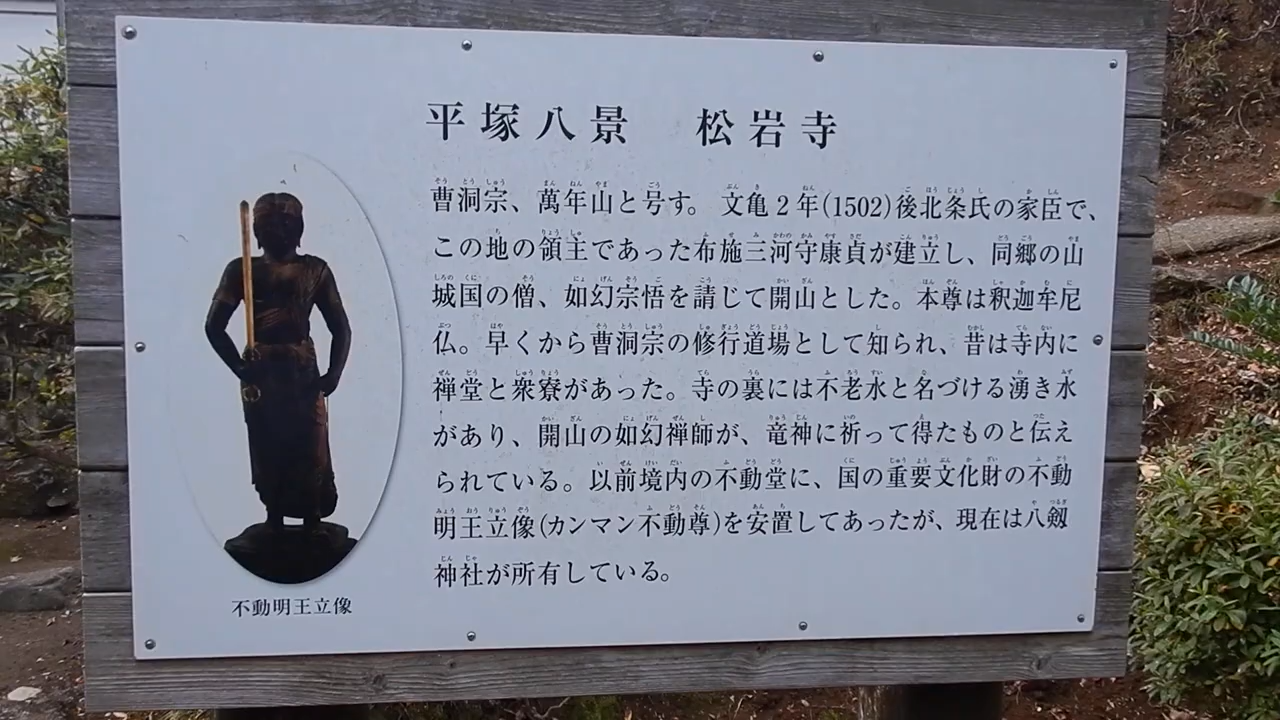 平塚八景　松岩寺
曹洞宗、萬年山と号す。文亀2年(1502)後北条氏の家臣で、
この地の領主であった布施三河守康貞が建立し、同郷の山
城国の僧、如幻宗悟を請じて開山とした。本尊は釈迦牟尼
仏。早くから曹洞宗の修行道場として知られ、昔は寺内に
禅堂と衆寮があった。寺の裏には不老水と名づける湧き水
があり、開山の如幻禅師が、竜神に祈って得たものと伝え
られている。以前境内の不動堂に、国の重要文化財の不動
明王立像(カンマン不動尊)を安置してあったが、現在は八剱
神社が所有している。
不動明王立像